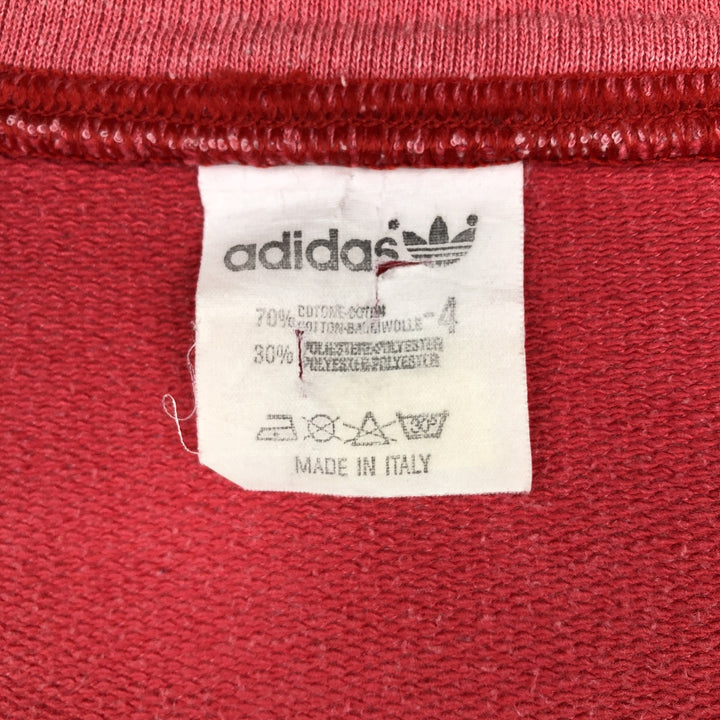 adidas
70% COTONE-COTON -4
COTTON-BAUMWOLLE
30% POLIESTERE-POLYESTER
POLYESTER-POLYESTER
30°
MADE IN ITALY